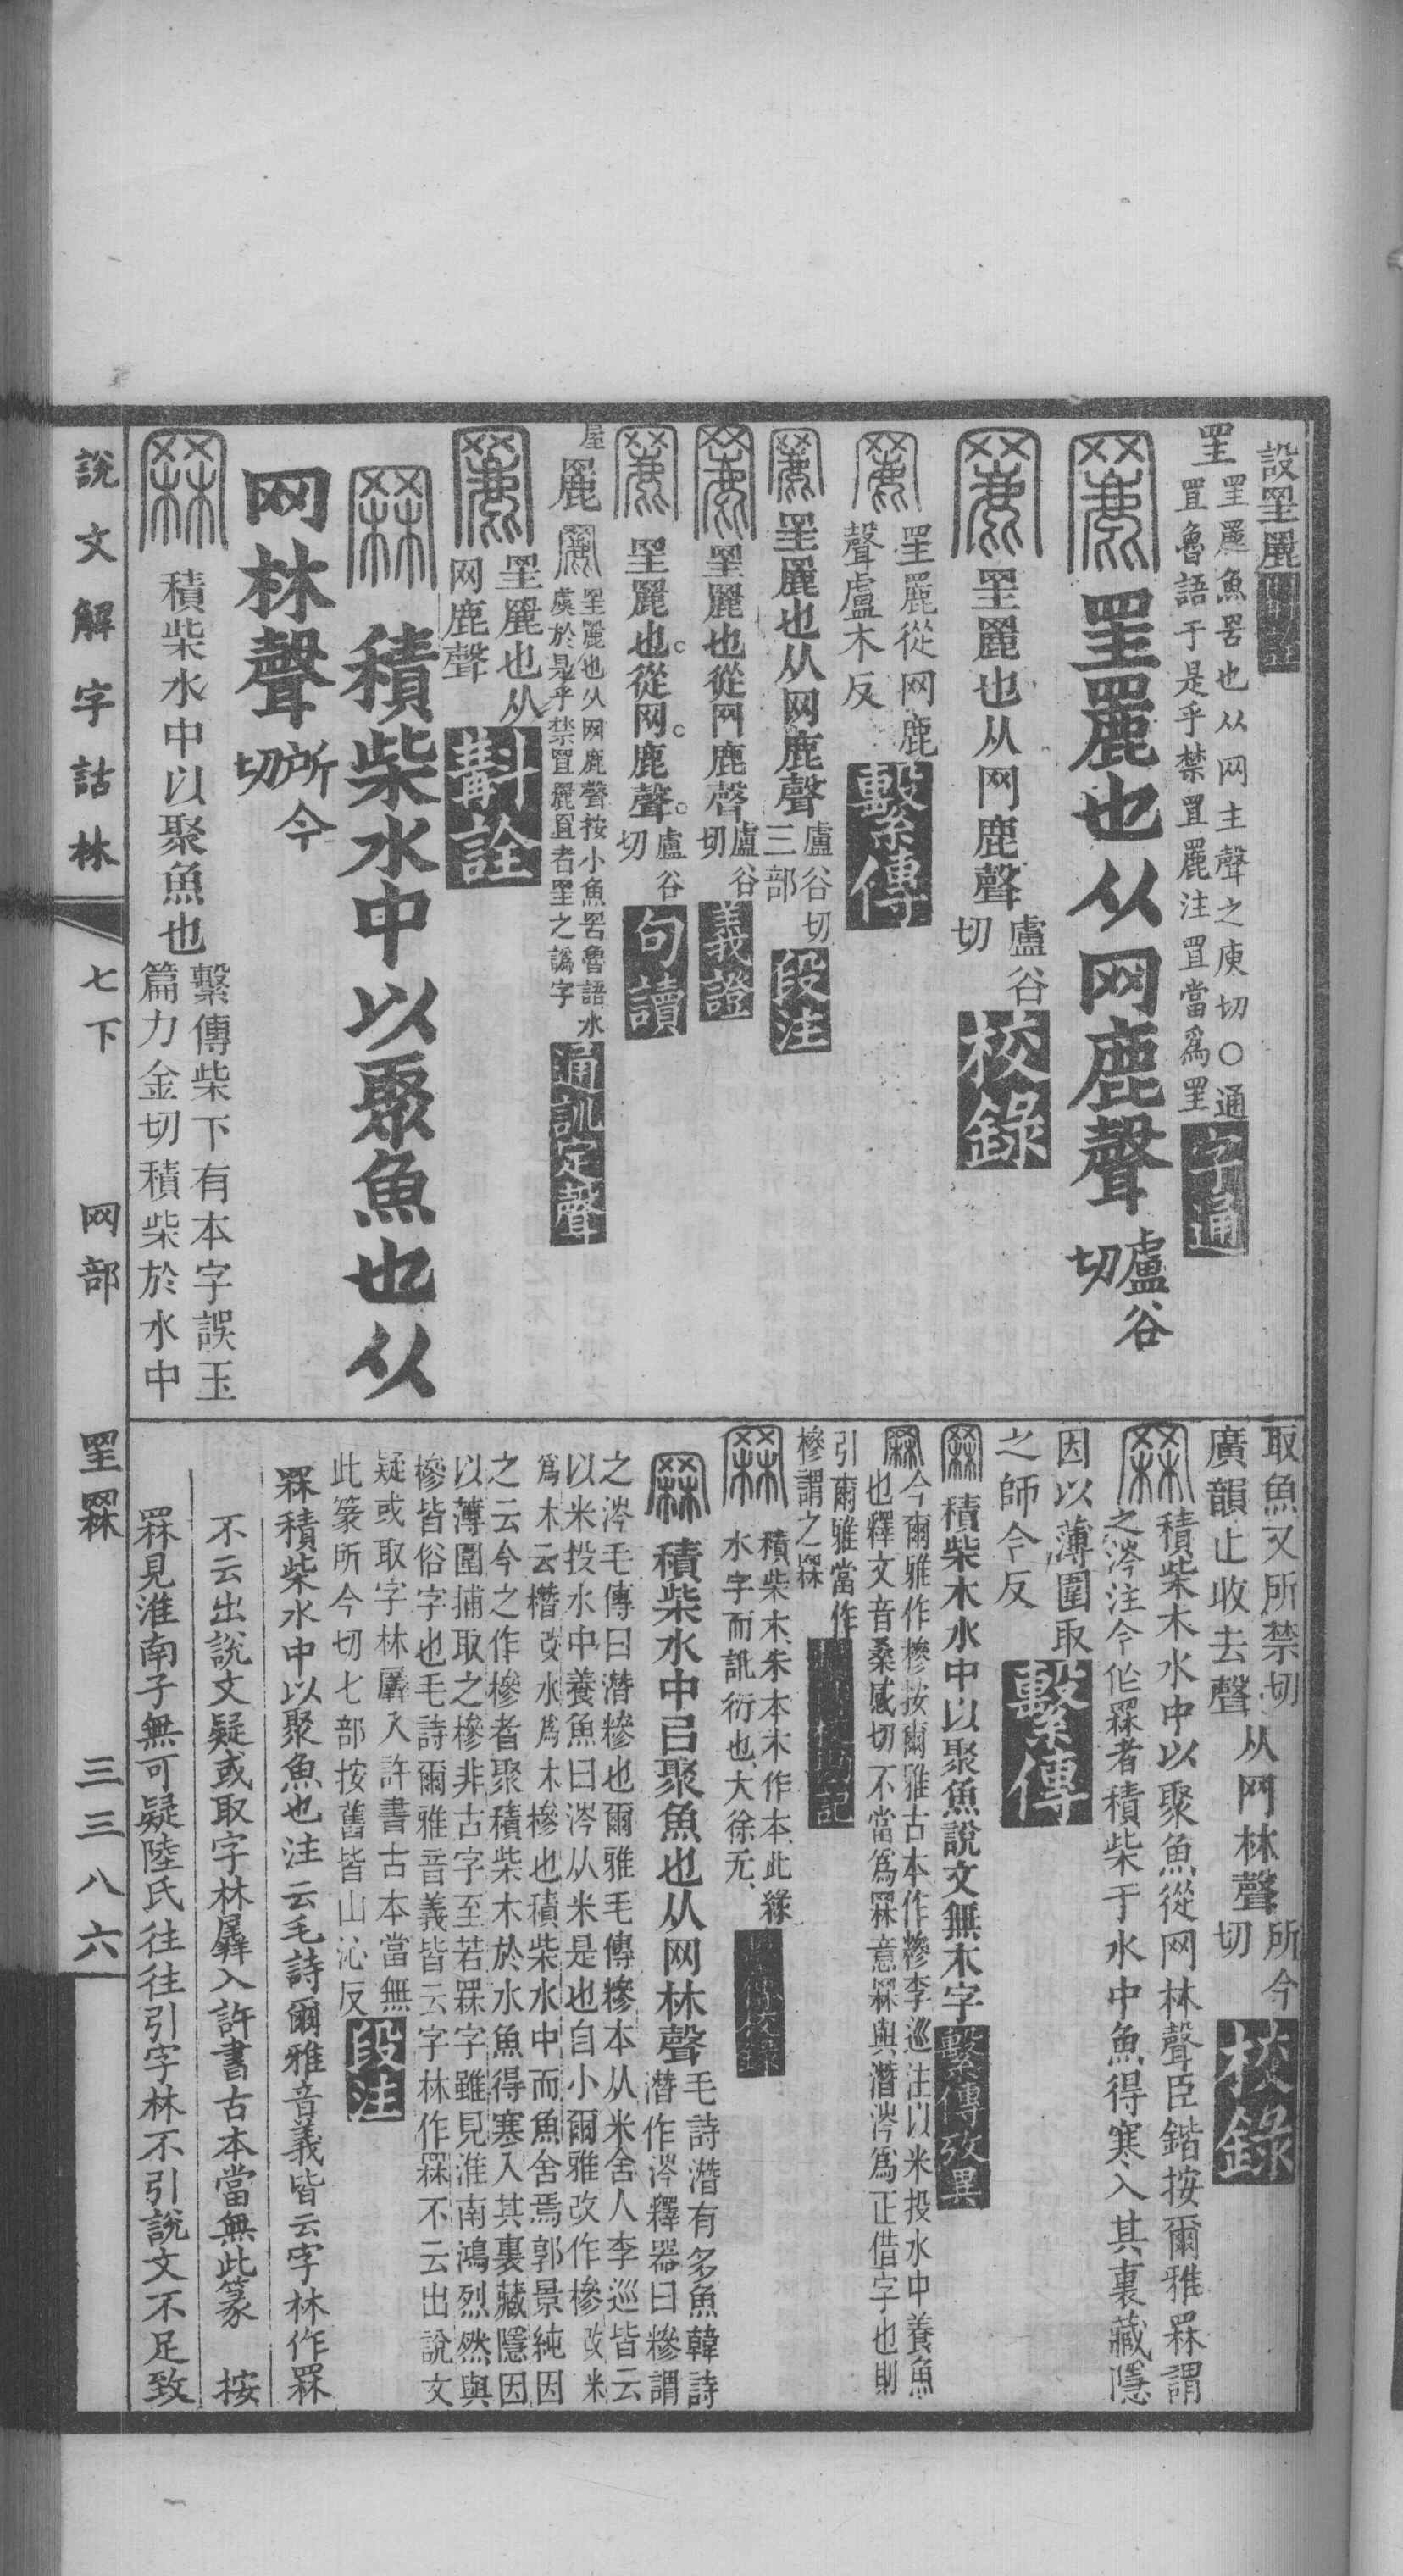 設罜䍡
罜 罜䍡魚罟也从网主聲之庾切○通
罝魯語于是乎禁罝䍡注罝當爲罜 字通
罜䍡也从网鹿聲 盧谷切
罜䍡也从网鹿聲 盧谷切 校錄
罜䍡從网鹿聲盧木反 繫傳
罜䍡也从网鹿聲 盧谷切三部 段注
罜䍡也從网鹿聲 盧谷切 義證
罜䍡也從网鹿聲 盧谷切 句讀
屋
䍡 罜䍡也从网鹿聲按小魚罟魯語水
虞於是乎禁罝䍡罝者罜之譌字 通訓定聲
罜䍡也从网鹿聲 斠詮
積柴水中以聚魚也从
网林聲 所今切
積柴水中以聚魚也 繫傳柴下有本字誤玉
篇力金切積柴於水中
取魚又所禁切
廣韻止收去聲 从网林聲 所今切 校錄
積柴木水中以聚魚從网林聲臣鍇按爾雅罧謂
之涔注今作罧者積柴于水中魚得寒入其裏藏隱
因以薄圍取
之師今反 繫傳
積柴木水中以聚魚說文無木字 繫傳攷異
今爾雅作槮按爾雅古本作糝李巡注以米投水中養魚
也釋文音桑感切不當爲罧意罧與潛涔爲正借字也則
引爾雅當作
槮謂之罧
積柴木朱本木作本此緣
水字而訛衍也大徐无
積柴水中㠯聚魚也从网林聲 毛詩潛有多魚韓詩
潛作涔釋器曰糝謂
之涔毛傳曰潛糝也爾雅毛傳糝本从米舍人李巡皆云
以米投水中養魚曰涔从米是也自小爾雅改作槮改米
爲木云橬改水爲木槮也積柴水中而魚舍焉郭景純因
之云今之作槮者聚積柴木於水魚得寒入其裏藏隱因
以薄圍捕取之槮非古字至若罧字雖見淮南鴻烈然與
槮皆俗字也毛詩爾雅音義皆云字林作罧不云出說文
疑或取字林羼入許書古本當無
此篆所今切七部按舊皆山沁反 段注
罧積柴水中以聚魚也注云毛詩爾雅音義皆云字林作罧
不云出說文疑或取字林羼入許書古本當無此篆 按
罧見淮南子無可疑陸氏往往引字林不引說文不足致
說文解字詁林 七下 网部 罜罧 三三八六